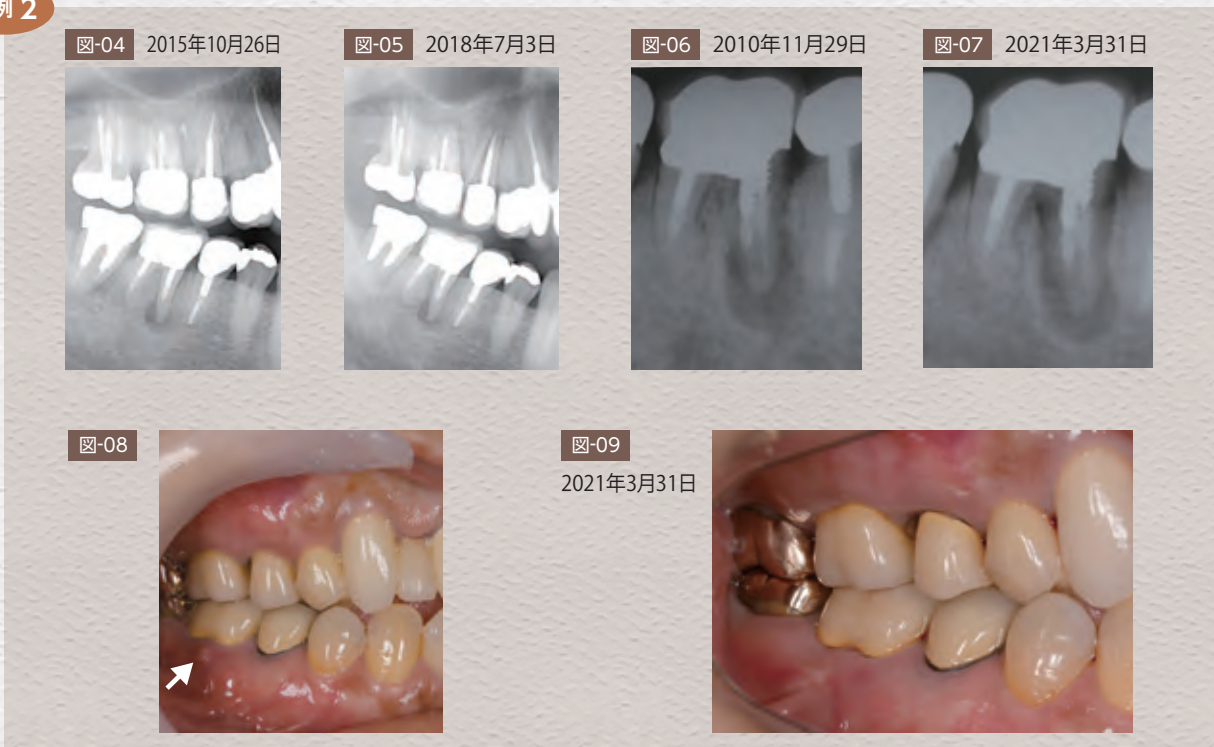 例 2
図-04 2015年10月26日
図-05 2018年7月3日
図-06 2010年11月29日
図-07 2021年3月31日
図-08
図-09
2021年3月31日